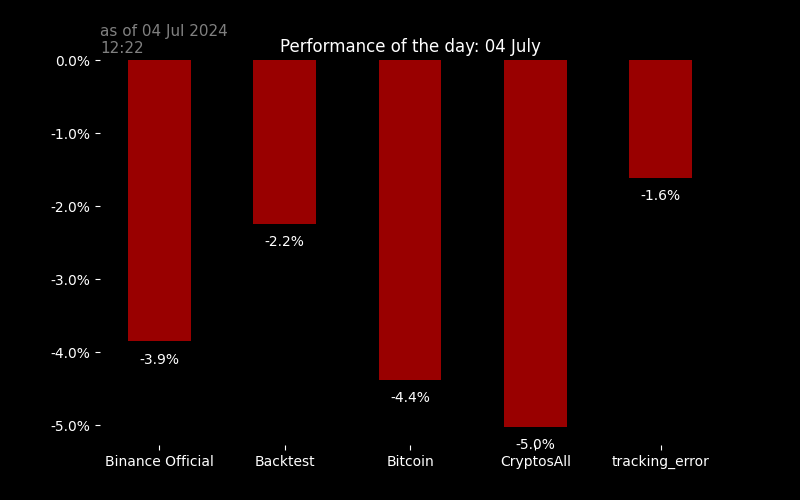 as of 04 Jul 2024
12:22
Performance of the day: 04 July
0.0%
-1.0%
-2.0%
-3.0%
-4.0%
-5.0%
-3.9%
-2.2%
-4.4%
-5.0%
-1.6%
Binance Official
Backtest
Bitcoin
CryptosAll
tracking_error